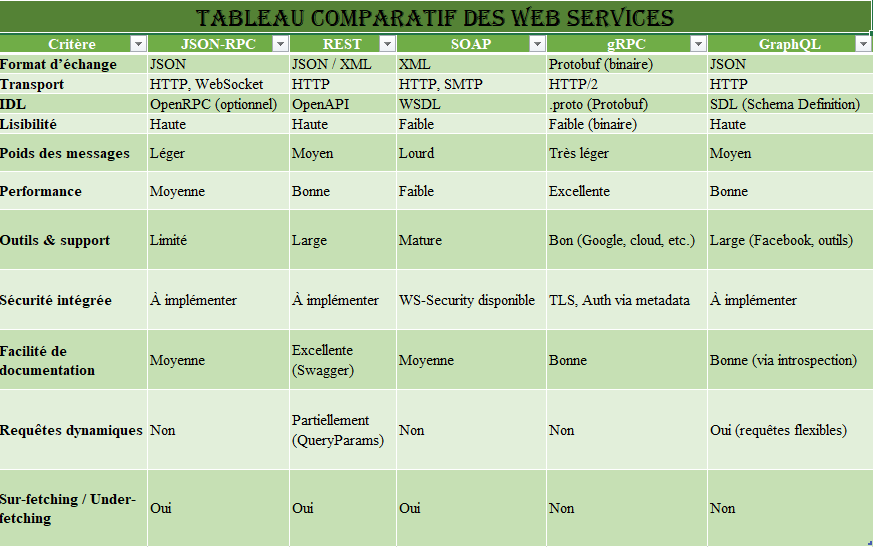 TABLEAU COMPARATIF DES WEB SERVICES
Critère JSON-RPC REST SOAP gRPC GraphQL
Format d'échange JSON JSON / XML XML Protobuf (binaire) JSON
Transport HTTP, WebSocket HTTP HTTP, SMTP HTTP/2 HTTP
IDL OpenRPC (optionnel) OpenAPI WSDL .proto (Protobuf) SDL (Schema Definition)
Lisibilité Haute Haute Faible Faible (binaire) Haute
Poids des messages Léger Moyen Lourd Très léger Moyen
Performance Moyenne Bonne Faible Excellente Bonne
Outils & support Limité Large Mature Bon (Google, cloud, etc.) Large (Facebook, outils)
Sécurité intégrée À implémenter À implémenter WS-Security disponible TLS, Auth via metadata À implémenter
Facilité de
documentation Moyenne Excellente
(Swagger) Moyenne Bonne Bonne (via introspection)
Requêtes dynamiques Non Partiellement
(QueryParams) Non Non Oui (requêtes flexibles)
Sur-fetching / Under-
fetching Oui Oui Oui Non Non